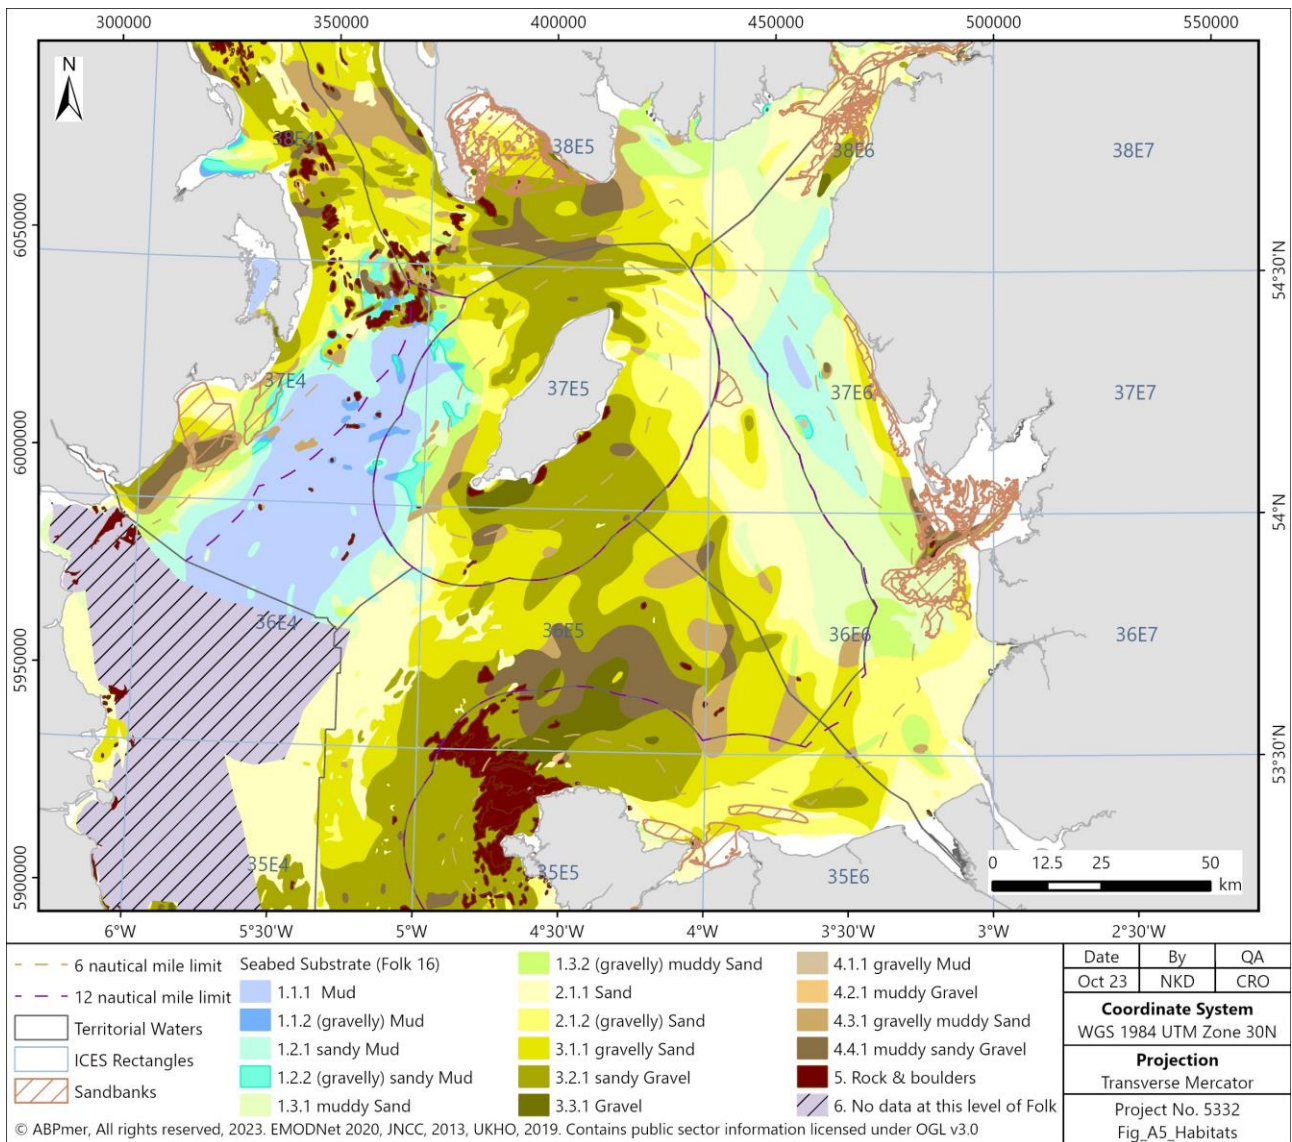 300000 350000 400000 450000 500000 550000
N
38E4 38E5 38E6 38E7
6050000
54°30'N
37E4 37E5 37E6 37E7
6000000
54°N
36E4 36E5 36E6 36E7
5950000
53°30'N
35E4 35E5 35E6
5900000
0 12.5 25 50
km
6°W 5°30'W 5°W 4°30'W 4°W 3°30'W 3°W 2°30'W
6 nautical mile limit
12 nautical mile limit
Territorial Waters
ICES Rectangles
Sandbanks
Seabed Substrate (Folk 16)
1.1.1 Mud
1.1.2 (gravelly) Mud
1.2.1 sandy Mud
1.2.2 (gravelly) sandy Mud
1.3.1 muddy Sand
1.3.2 (gravelly) muddy Sand
2.1.1 Sand
2.1.2 (gravelly) Sand
3.1.1 gravelly Sand
3.2.1 sandy Gravel
3.3.1 Gravel
4.1.1 gravelly Mud
4.2.1 muddy Gravel
4.3.1 gravelly muddy Sand
4.4.1 muddy sandy Gravel
5. Rock & boulders
6. No data at this level of Folk
Date By QA
Oct 23 NKD CRO
Coordinate System
WGS 1984 UTM Zone 30N
Projection
Transverse Mercator
Project No. 5332
Fig_A5_Habitats
© ABPmer, All rights reserved, 2023. EMODNet 2020, JNCC, 2013, UKHO, 2019. Contains public sector information licensed under OGL v3.0